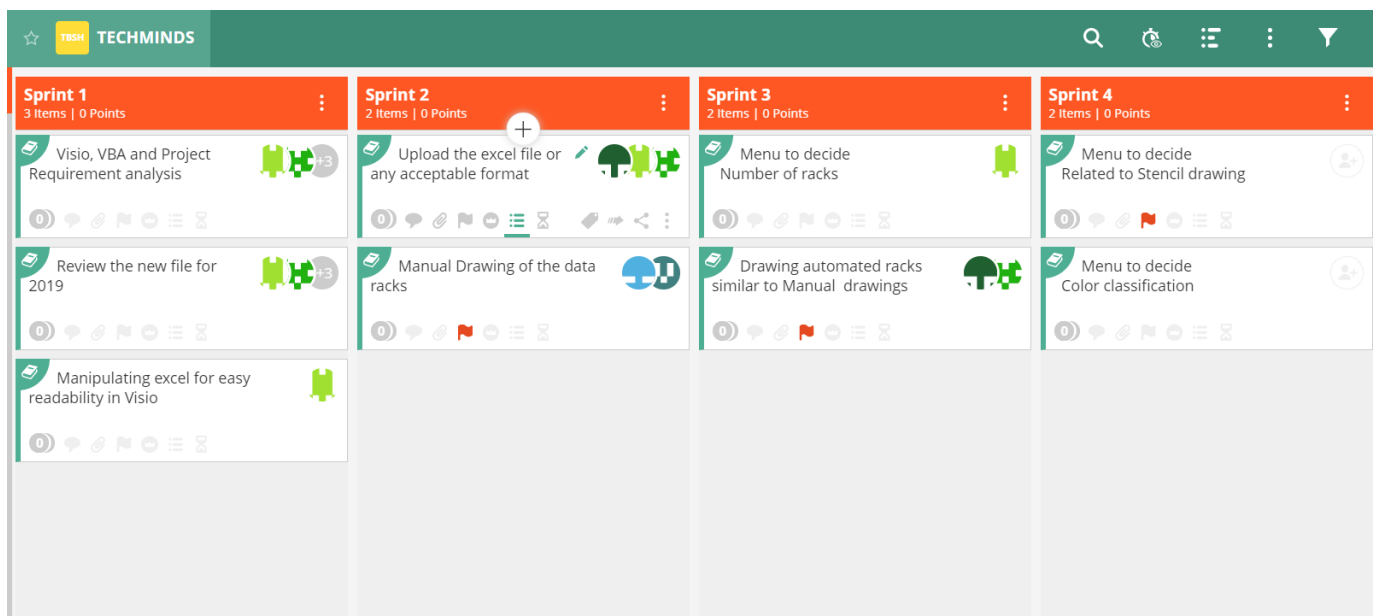 TBSH TECHMINDS
Sprint 1
3 Items | 0 Points
Visio, VBA and Project
Requirement analysis
+3
0
Review the new file for
2019
+3
0
Manipulating excel for easy
readability in Visio
0
Sprint 2
2 Items | 0 Points
Upload the excel file or
any acceptable format
0
Manual Drawing of the data
racks
0
Sprint 3
2 Items | 0 Points
Menu to decide
Number of racks
0
Drawing automated racks
similar to Manual drawings
0
Sprint 4
2 Items | 0 Points
Menu to decide
Related to Stencil drawing
0
Menu to decide
Color classification
0